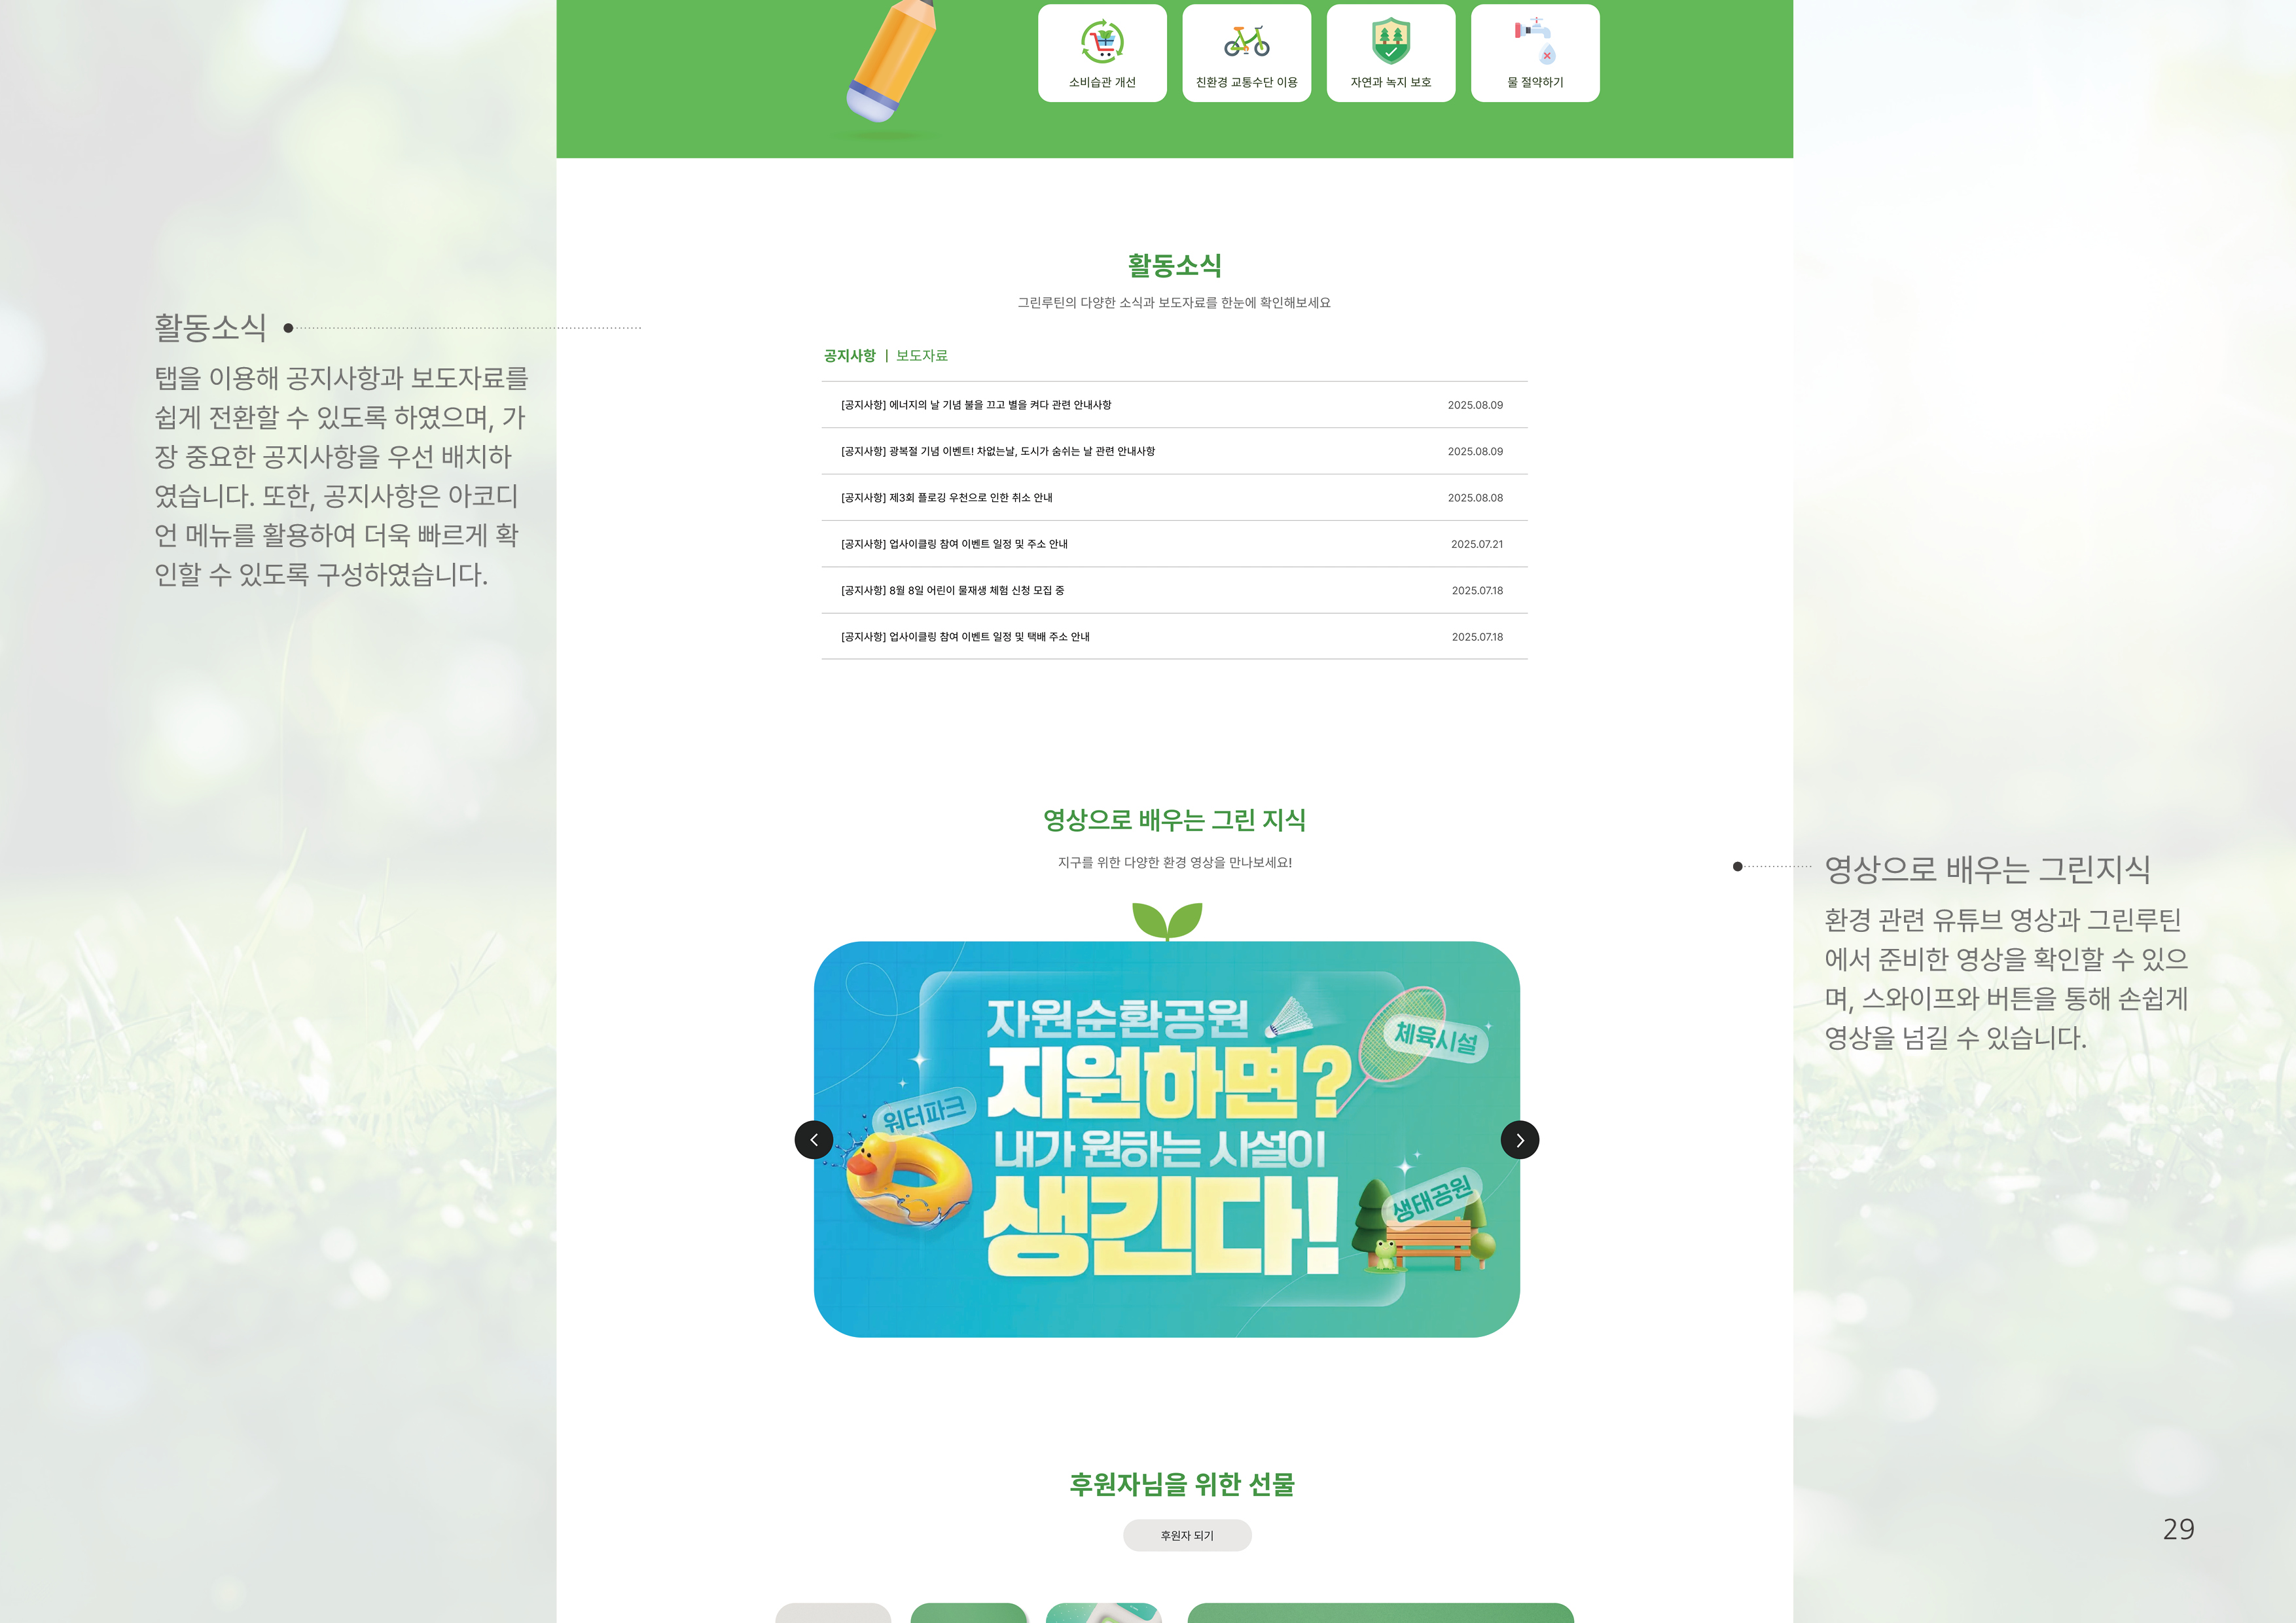 소비습관 개선
친환경 교통수단 이용
자연과 녹지 보호
물 절약하기
활동소식
그린루틴의 다양한 소식과 보도자료를 한눈에 확인해보세요
활동소식
탭을 이용해 공지사항과 보도자료를
쉽게 전환할 수 있도록 하였으며, 가
장 중요한 공지사항을 우선 배치하
였습니다. 또한, 공지사항은 아코디
언 메뉴를 활용하여 더욱 빠르게 확
인할 수 있도록 구성하였습니다.
공지사항 | 보도자료
[공지사항] 에너지의 날 기념 불을 끄고 별을 켜다 관련 안내사항 2025.08.09
[공지사항] 광복절 기념 이벤트! 차없는날, 도시가 숨쉬는 날 관련 안내사항 2025.08.09
[공지사항] 제3회 플로깅 우천으로 인한 취소 안내 2025.08.08
[공지사항] 업사이클링 참여 이벤트 일정 및 주소 안내 2025.07.21
[공지사항] 8월 8일 어린이 물재생 체험 신청 모집 중 2025.07.18
[공지사항] 업사이클링 참여 이벤트 일정 및 택배 주소 안내 2025.07.18
영상으로 배우는 그린 지식
지구를 위한 다양한 환경 영상을 만나보세요!
영상으로 배우는 그린지식
환경 관련 유튜브 영상과 그린루틴
에서 준비한 영상을 확인할 수 있으
며, 스와이프와 버튼을 통해 손쉽게
영상을 넘길 수 있습니다.
자원순환공원
지원하면?
내가 원하는 시설이
생긴다!
체육시설
워터파크
생태공원
후원자님을 위한 선물
후원자 되기
29